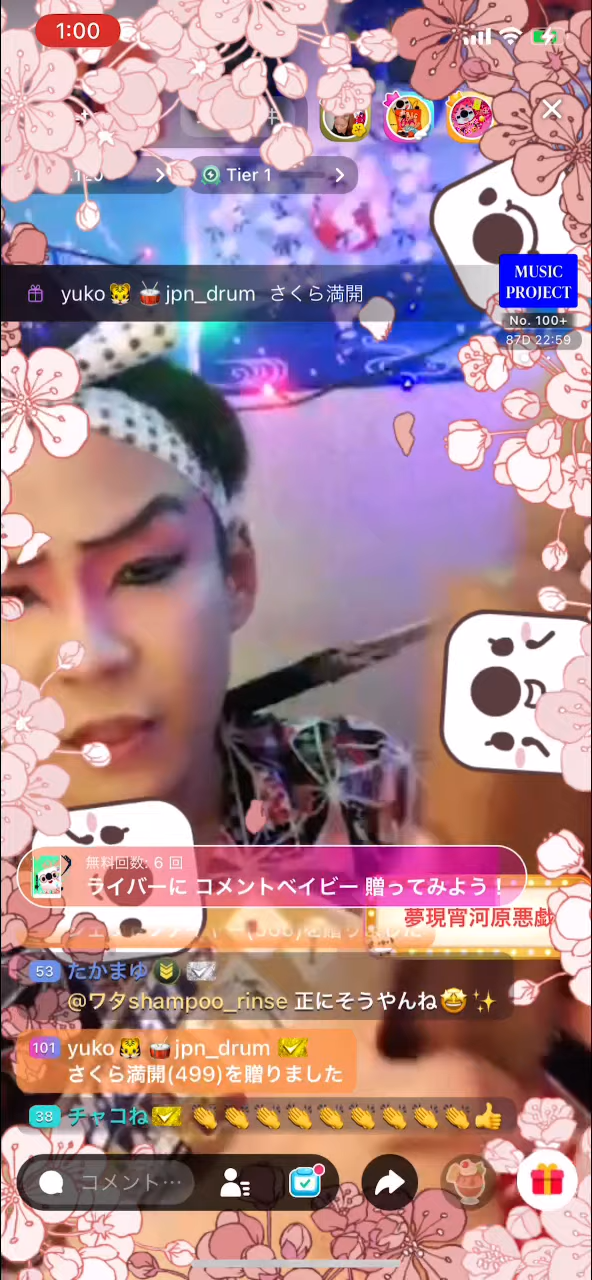 1:00
Tier 1
yuko🐯🥁jpn_drum さくら満開
MUSIC
PROJECT
No. 100+
87D 22:59
無料回数: 6 回
ライバーに コメントベイビー 贈ってみよう！
夢現宵河原悪戯
53 たかまゆ
@ワタshampoo_rinse 正にそうやんね🤩✨
101 yuko🐯🥁jpn_drum
さくら満開(499)を贈りました
38 チャコね 👏👏👏👏👏👏👏👏👏👍
コメント…